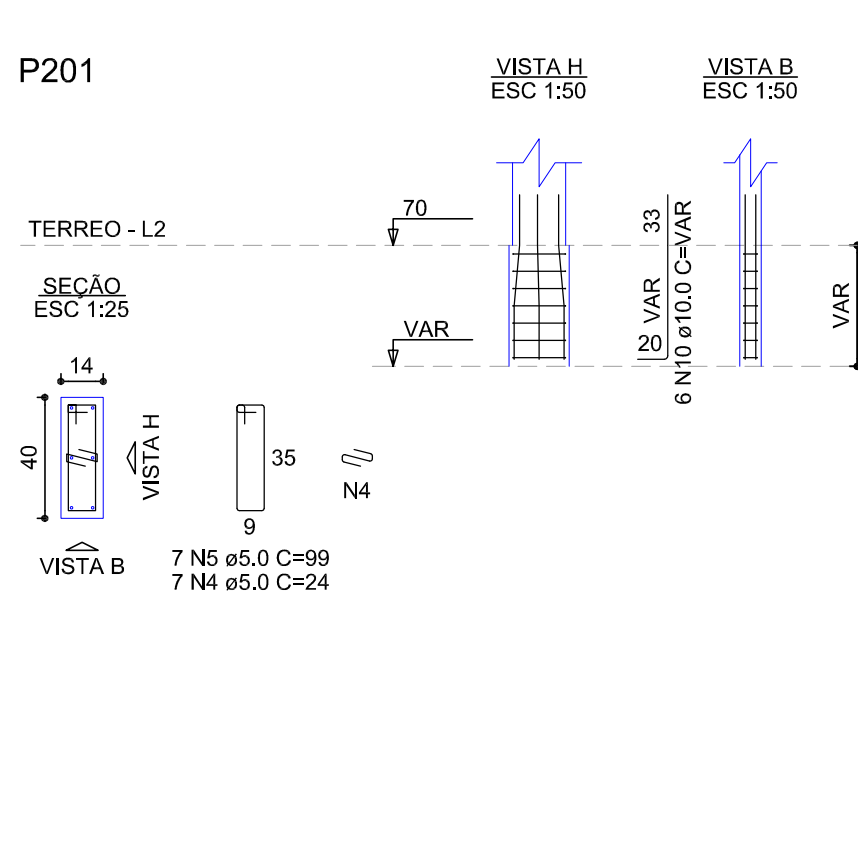 P201
VISTA H
ESC 1:50
VISTA B
ESC 1:50
TERREO - L2
70
33
VAR
20
6 N10 ø10.0 C=VAR
VAR
VAR
SEÇÃO
ESC 1:25
14
40
VISTA H
VISTA B
35
9
N4
7 N5 ø5.0 C=99
7 N4 ø5.0 C=24